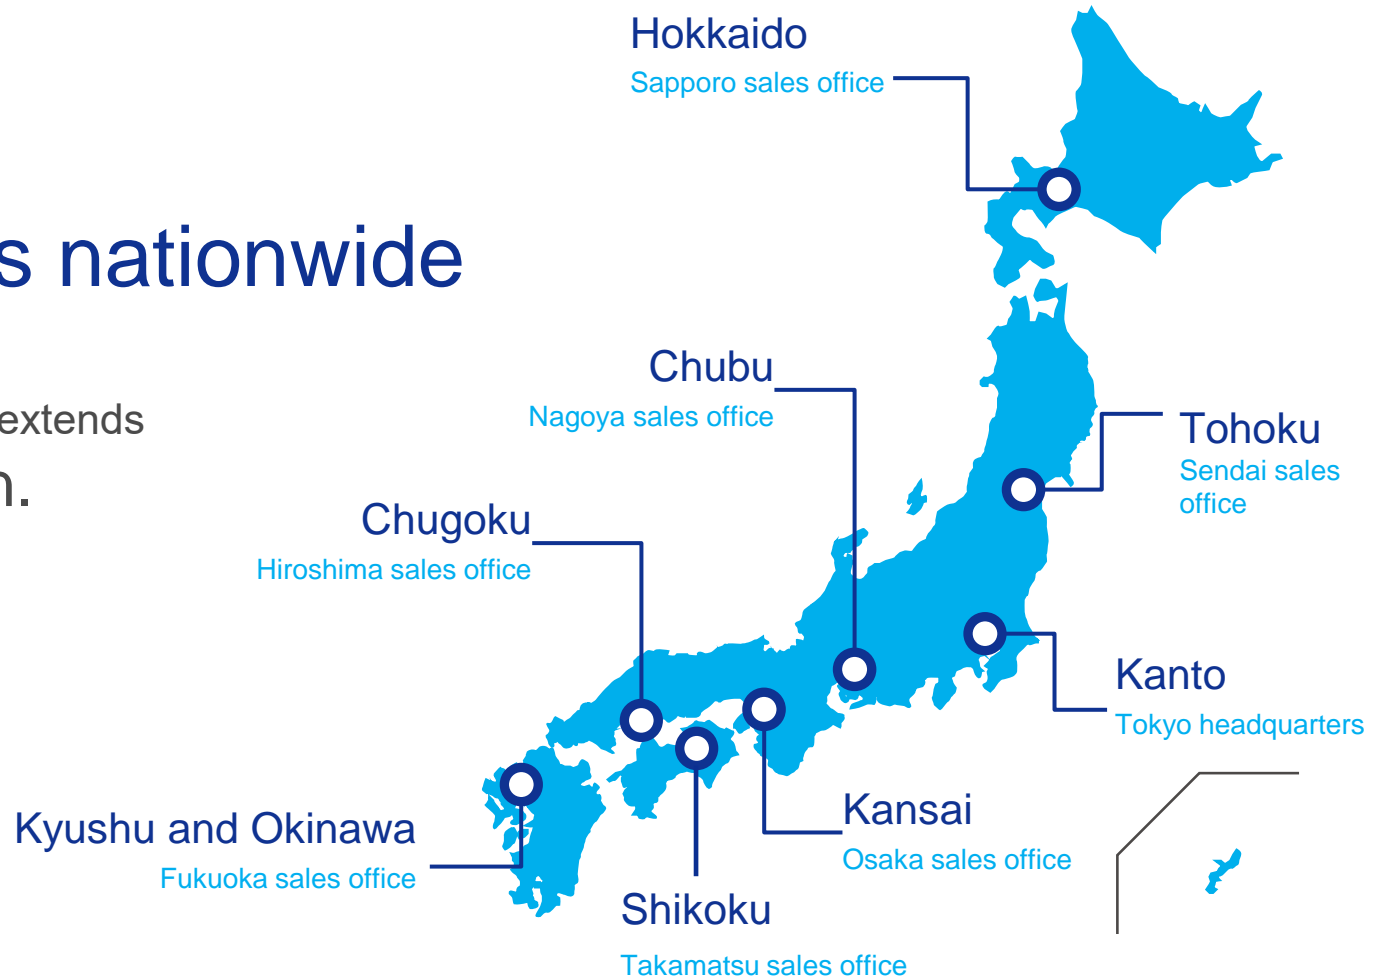 Hokkaido
Sapporo sales office
s nationwide
Chubu
Nagoya sales office
extends
Tohoku
Sendai sales
office
n.
Chugoku
Hiroshima sales office
Kanto
Tokyo headquarters
Kansai
Osaka sales office
Kyushu and Okinawa
Fukuoka sales office
Shikoku
Takamatsu sales office